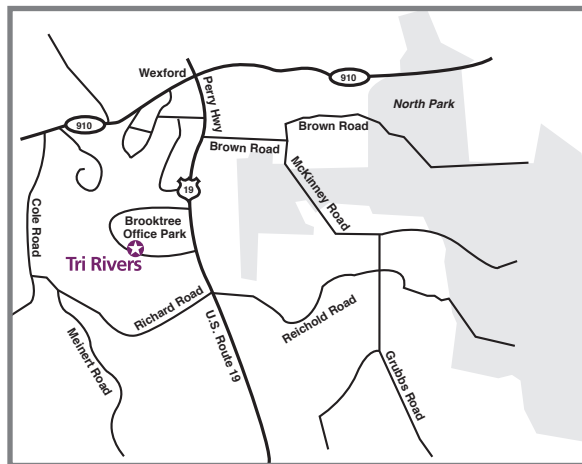 Wexford
910
910
North Park
Perry Hwy
Brown Road
Brown Road
McKinney Road
19
Cole Road
Brooktree
Office Park
Tri Rivers
Richard Road
Reichold Road
U.S. Route 19
Meinert Road
Grubbs Road